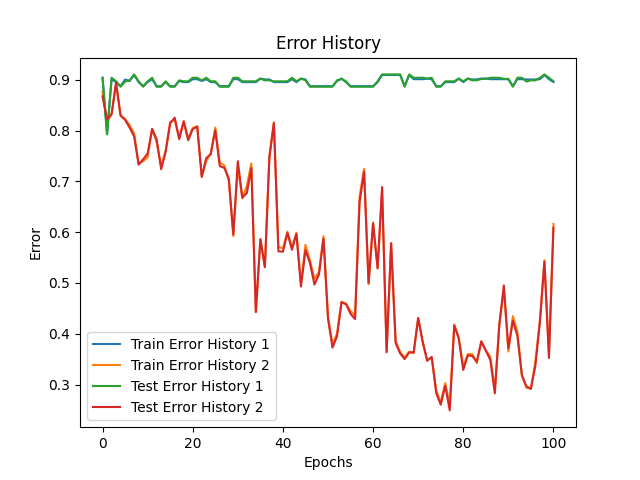 Error History
0.9
0.8
0.7
0.6
0.5
0.4
0.3
Error
Train Error History 1
Train Error History 2
Test Error History 1
Test Error History 2
0 20 40 60 80 100
Epochs